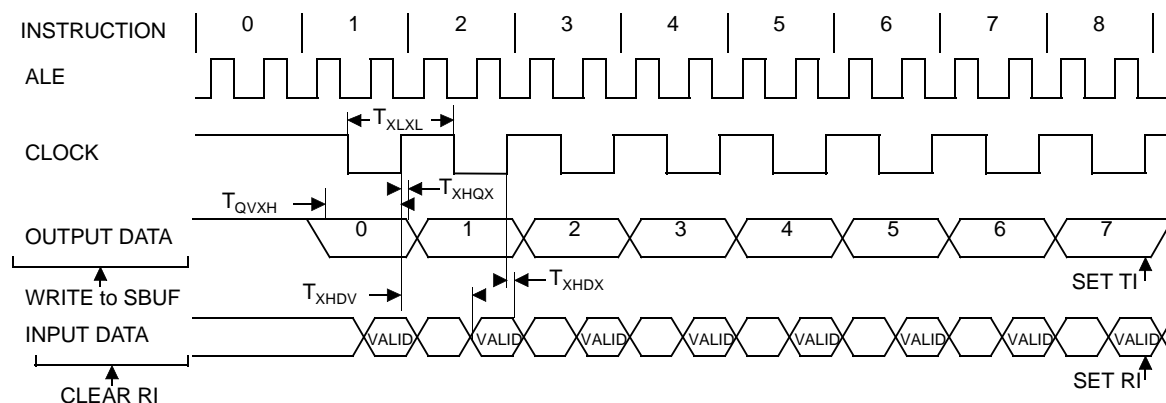 INSTRUCTION 0 1 2 3 4 5 6 7 8
ALE
TXLXL
CLOCK
TXHQX
TQVXH
OUTPUT DATA 0 1 2 3 4 5 6 7
WRITE to SBUF
SET TI
TXHDV
TXHDX
INPUT DATA VALID VALID VALID VALID VALID VALID VALID VALID
CLEAR RI
SET RI